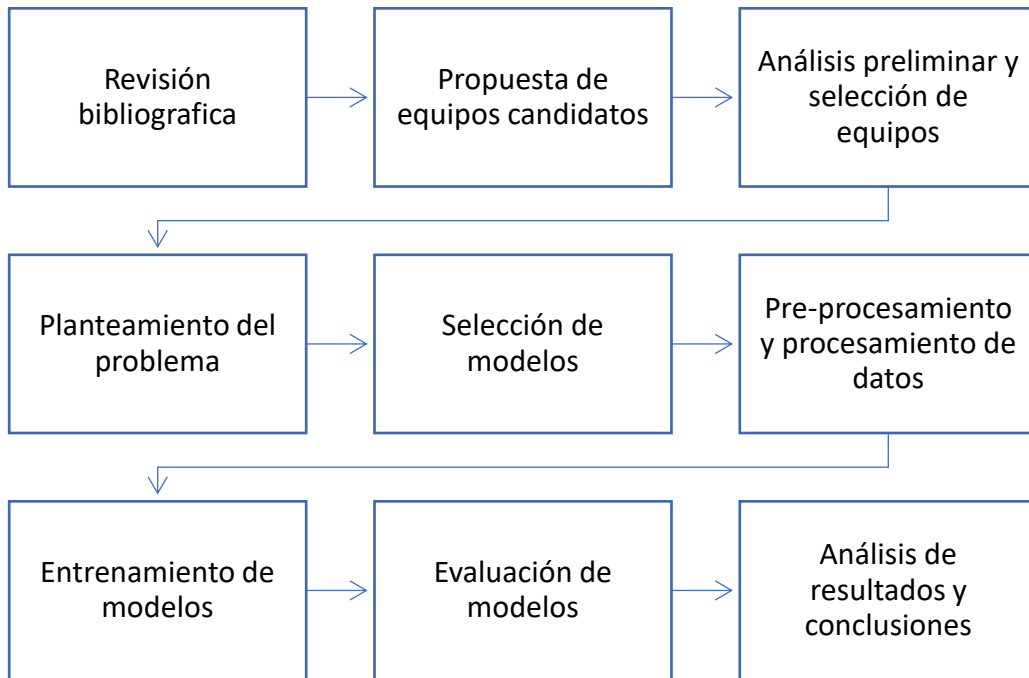 Revisión
bibliografica
Propuesta de
equipos candidatos
Análisis preliminar y
selección de
equipos
Planteamiento del
problema
Selección de
modelos
Pre-procesamiento
y procesamiento de
datos
Entrenamiento de
modelos
Evaluación de
modelos
Análisis de
resultados y
conclusiones